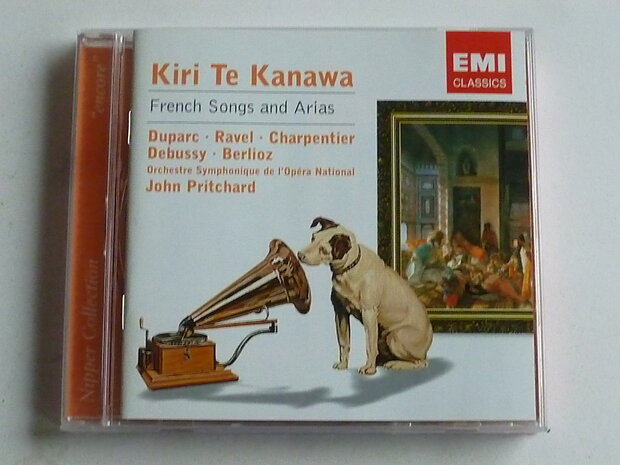 Kiri Te Kanawa
French Songs and Arias
Duparc · Ravel · Charpentier
Debussy · Berlioz
Orchestre Symphonique de l'Opéra National
John Pritchard
EMI
CLASSICS
"encore"
Nipper Collection